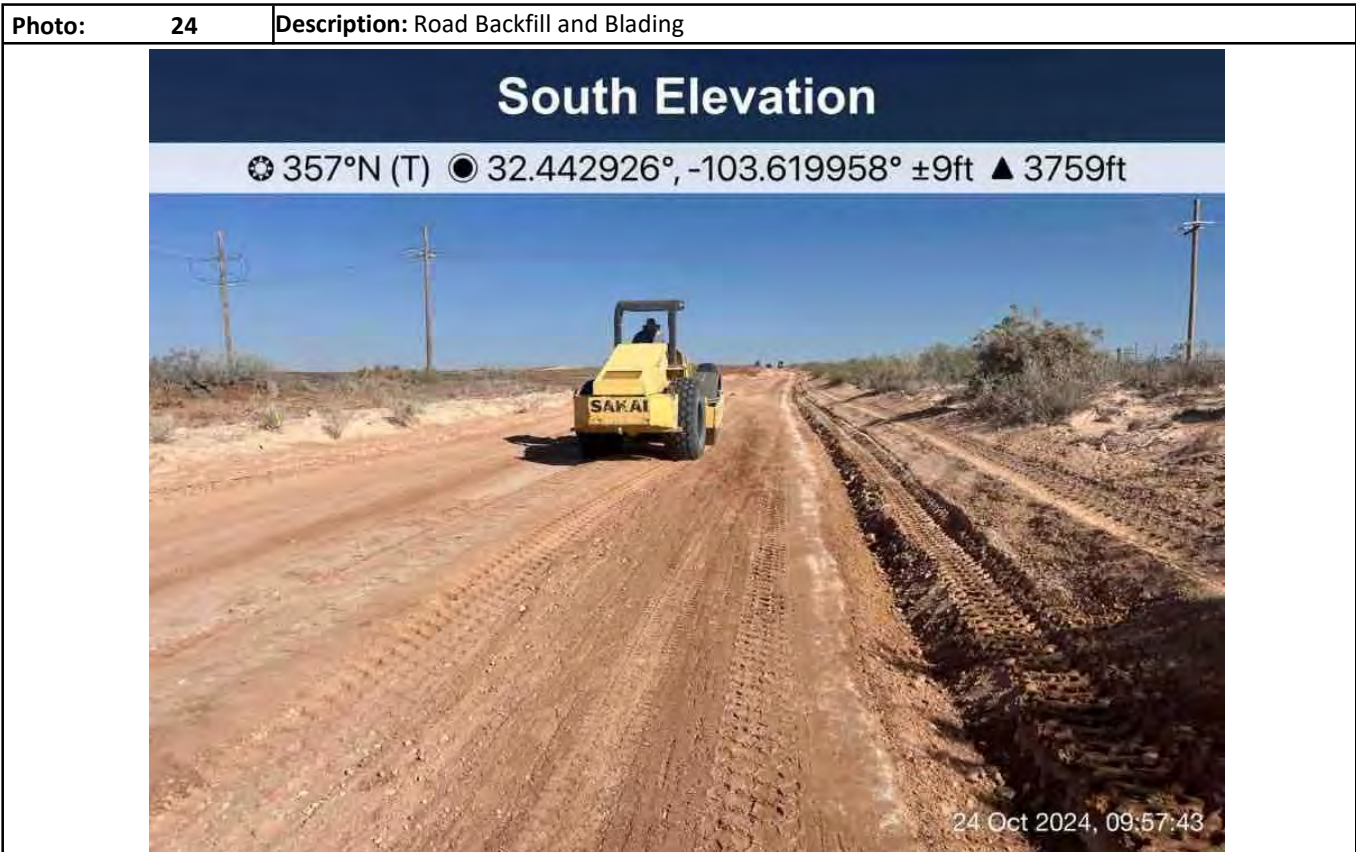 Photo: 24 Description: Road Backfill and Blading
South Elevation
357°N (T) 32.442926°, -103.619958° ±9ft ▲ 3759ft
SAKAI
24 Oct 2024, 09:57:43